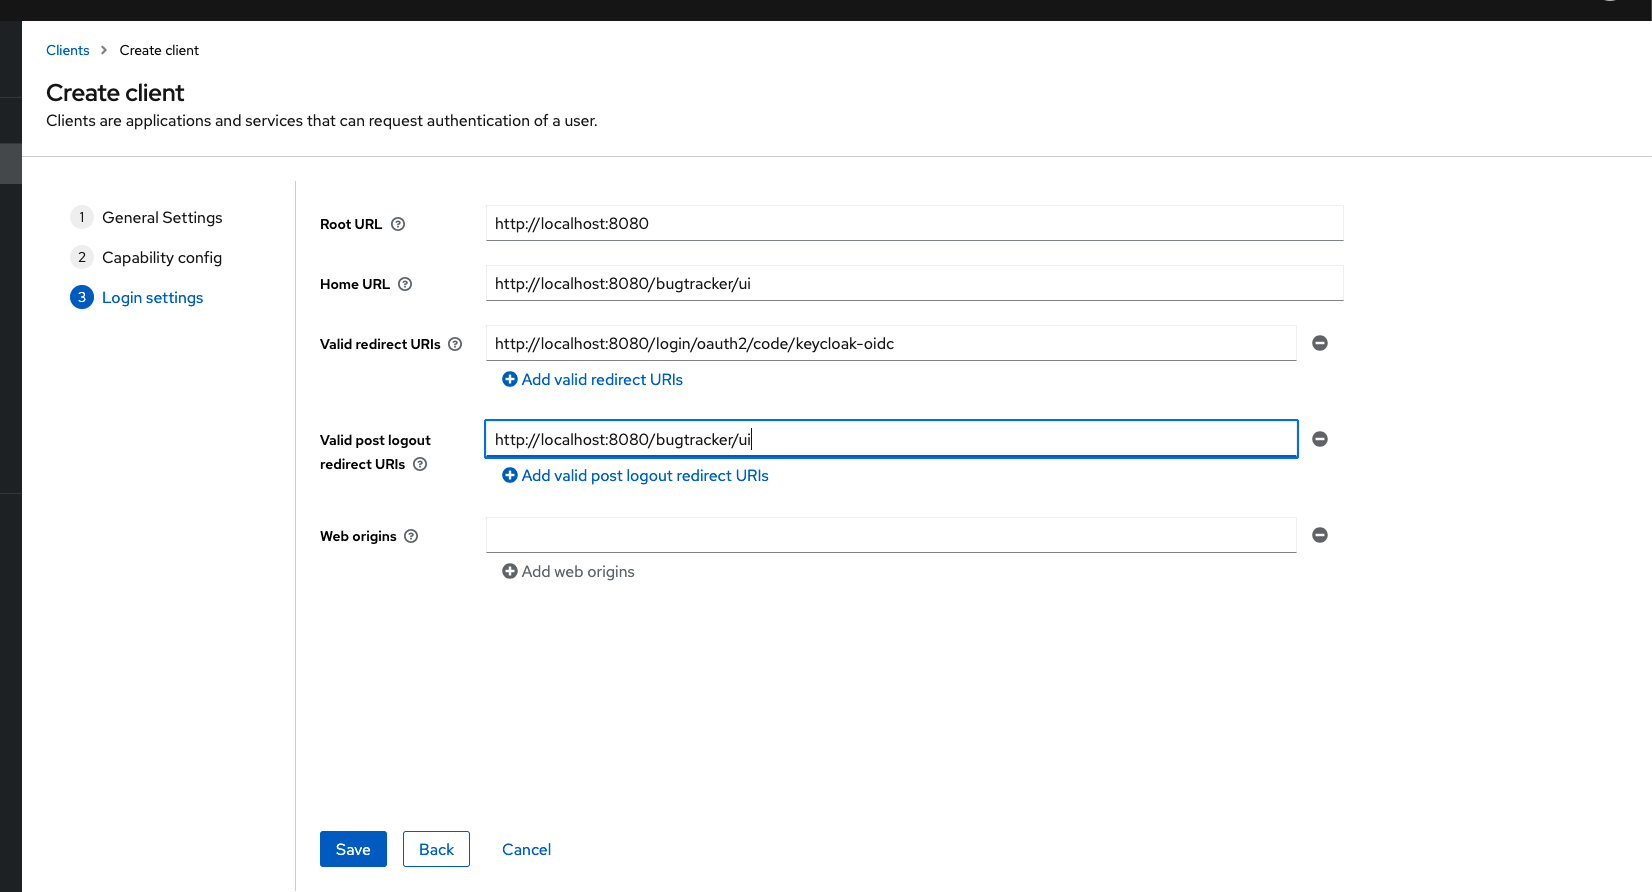 Clients > Create client
Create client
Clients are applications and services that can request authentication of a user.
1 General Settings
2 Capability config
3 Login settings
Root URL http://localhost:8080
Home URL http://localhost:8080/bugtracker/ui
Valid redirect URIs http://localhost:8080/login/oauth2/code/keycloak-oidc
Add valid redirect URIs
Valid post logout
redirect URIs http://localhost:8080/bugtracker/ui
Add valid post logout redirect URIs
Web origins
Add web origins
Save Back Cancel